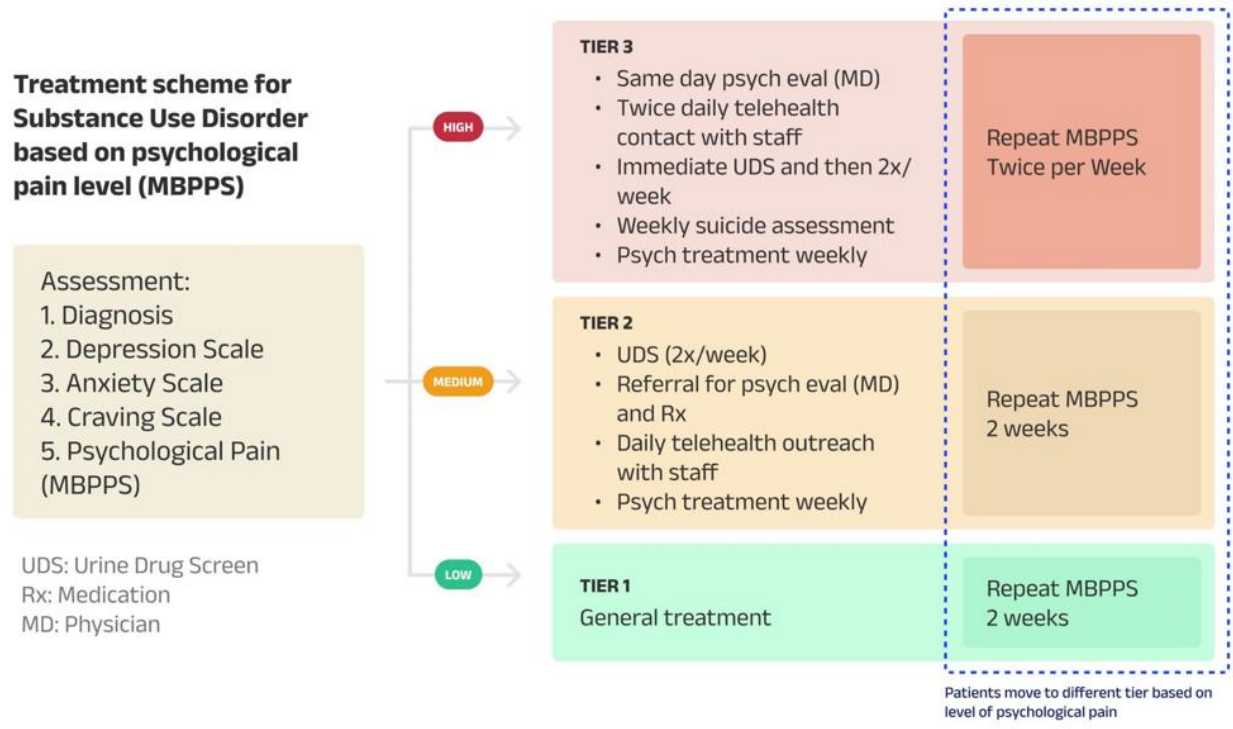 Treatment scheme for
Substance Use Disorder
based on psychological
pain level (MBPPS)
Assessment:
1. Diagnosis
2. Depression Scale
3. Anxiety Scale
4. Craving Scale
5. Psychological Pain
(MBPPS)
UDS: Urine Drug Screen
Rx: Medication
MD: Physician
HIGH
TIER 3
• Same day psych eval (MD)
• Twice daily telehealth
contact with staff
• Immediate UDS and then 2x/
week
• Weekly suicide assessment
• Psych treatment weekly
Repeat MBPPS
Twice per Week
MEDIUM
TIER 2
• UDS (2x/week)
• Referral for psych eval (MD)
and Rx
• Daily telehealth outreach
with staff
• Psych treatment weekly
Repeat MBPPS
2 weeks
LOW
TIER 1
General treatment
Repeat MBPPS
2 weeks
Patients move to different tier based on
level of psychological pain